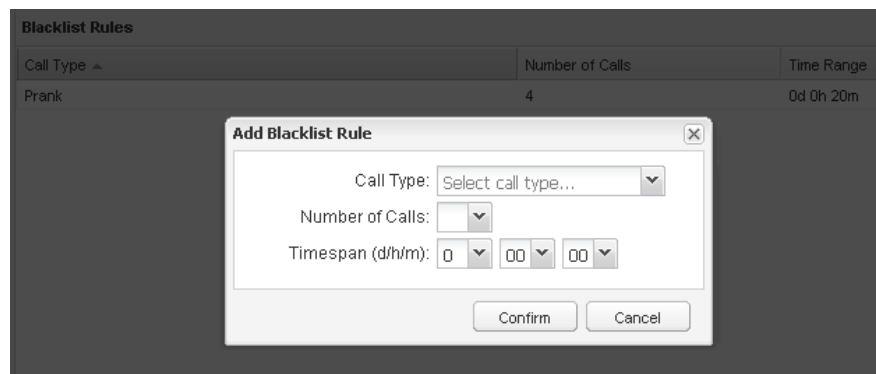 Blacklist Rules
Call Type Number of Calls Time Range
Prank 4 0d 0h 20m
Add Blacklist Rule
Call Type: Select call type...
Number of Calls:
Timespan (d/h/m): 0 00 00
Confirm Cancel